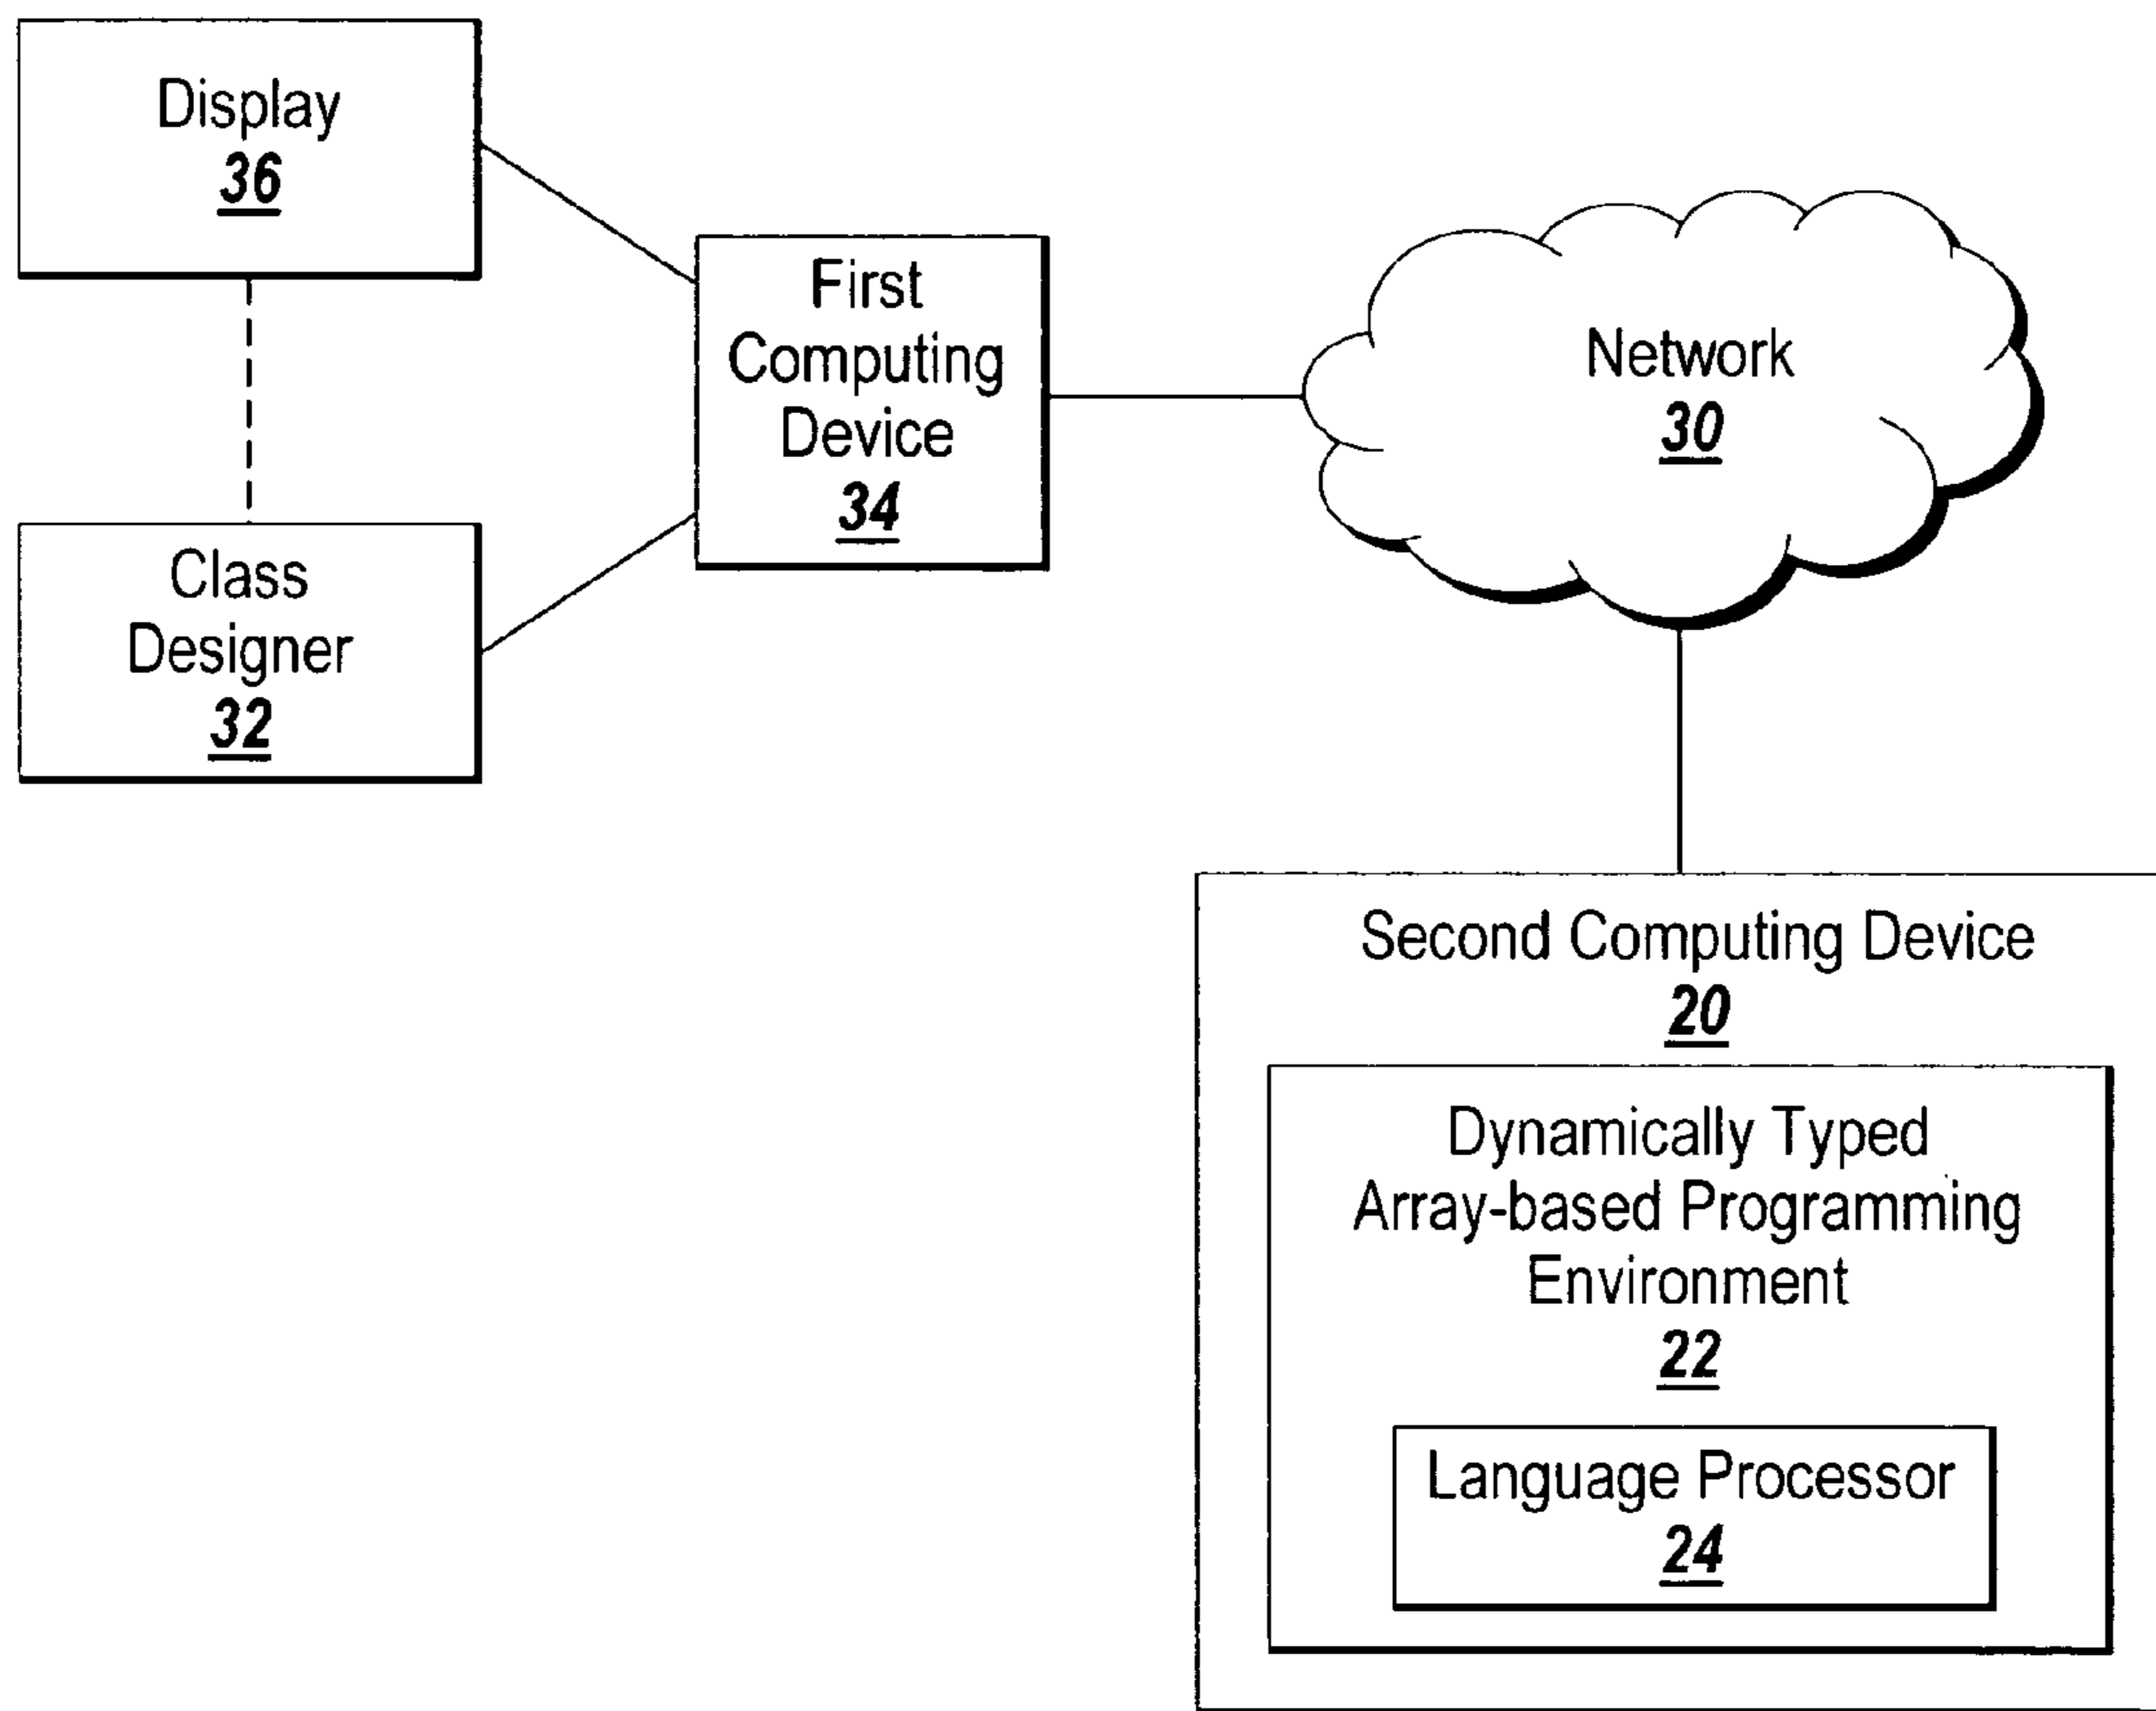 Display
36
First
Computing
Device
34
Network
30
Class
Designer
32
Second Computing Device
20
Dynamically Typed
Array-based Programming
Environment
22
Language Processor
24